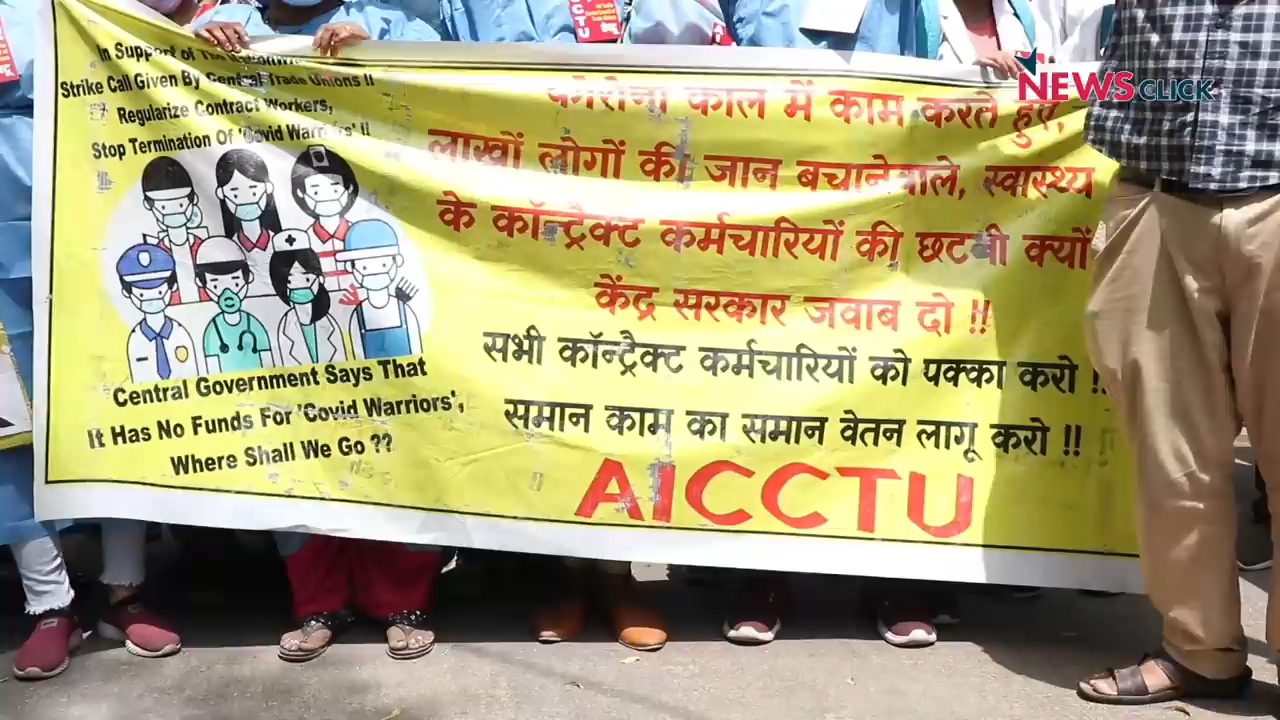 NEWSCLICK
In Support of The
Strike Call Given By Central Trade Unions !!
Regularize Contract Workers,
Stop Termination Of 'Covid Warriors' !!
Central Government Says That
It Has No Funds For 'Covid Warriors',
Where Shall We Go ??
कोरोना काल में काम करते हुए,
लाखों लोगों की जान बचानेवाले, स्वास्थ्य
के कॉन्ट्रेक्ट कर्मचारियों की क्यों
केंद्र सरकार जवाब दो !!
सभी कॉन्ट्रैक्ट कर्मचारियों को पक्का करो !!
समान काम का समान वेतन लागू करो !!
AICCTU
CCTU